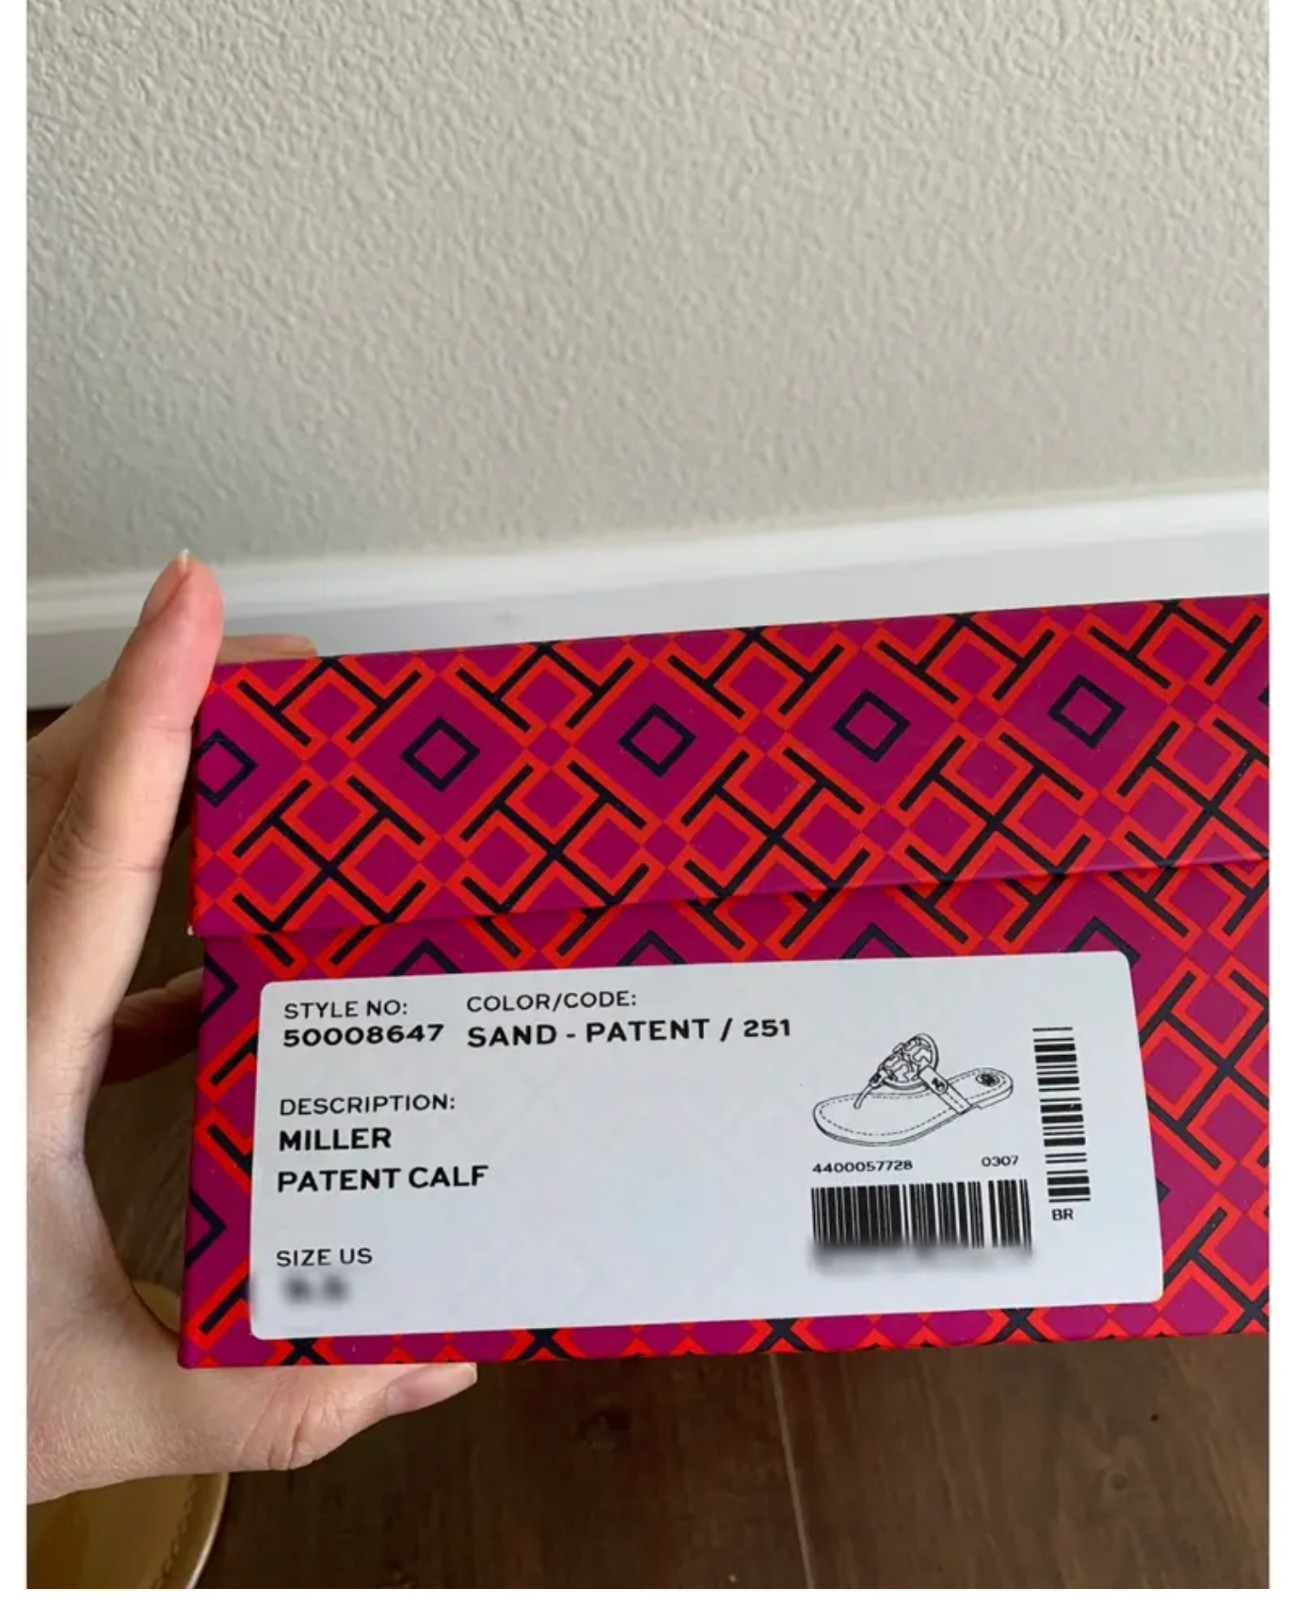 STYLE NO: COLOR/CODE:
50008647 SAND - PATENT / 251
DESCRIPTION:
MILLER
PATENT CALF
4400057728 0307
BR
SIZE US